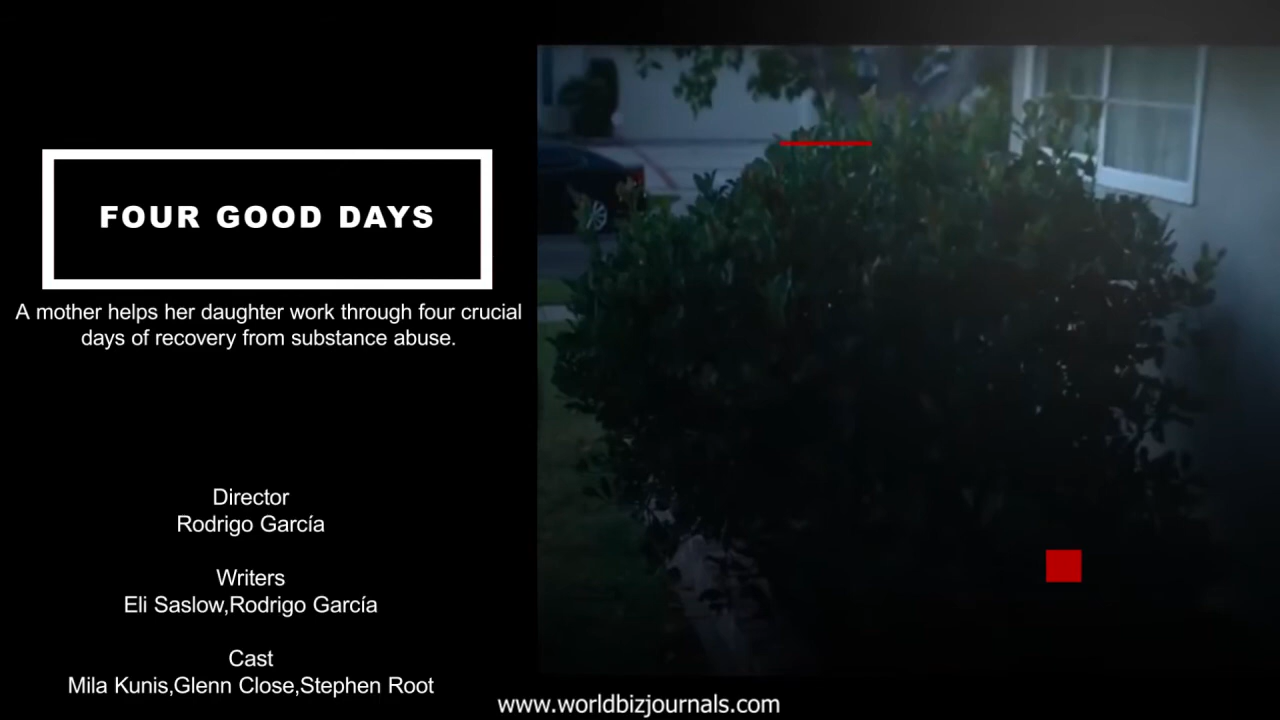 FOUR GOOD DAYS
A mother helps her daughter work through four crucial
days of recovery from substance abuse.
Director
Rodrigo García
Writers
Eli Saslow,Rodrigo García
Cast
Mila Kunis,Glenn Close,Stephen Root
www.worldbizjournals.com